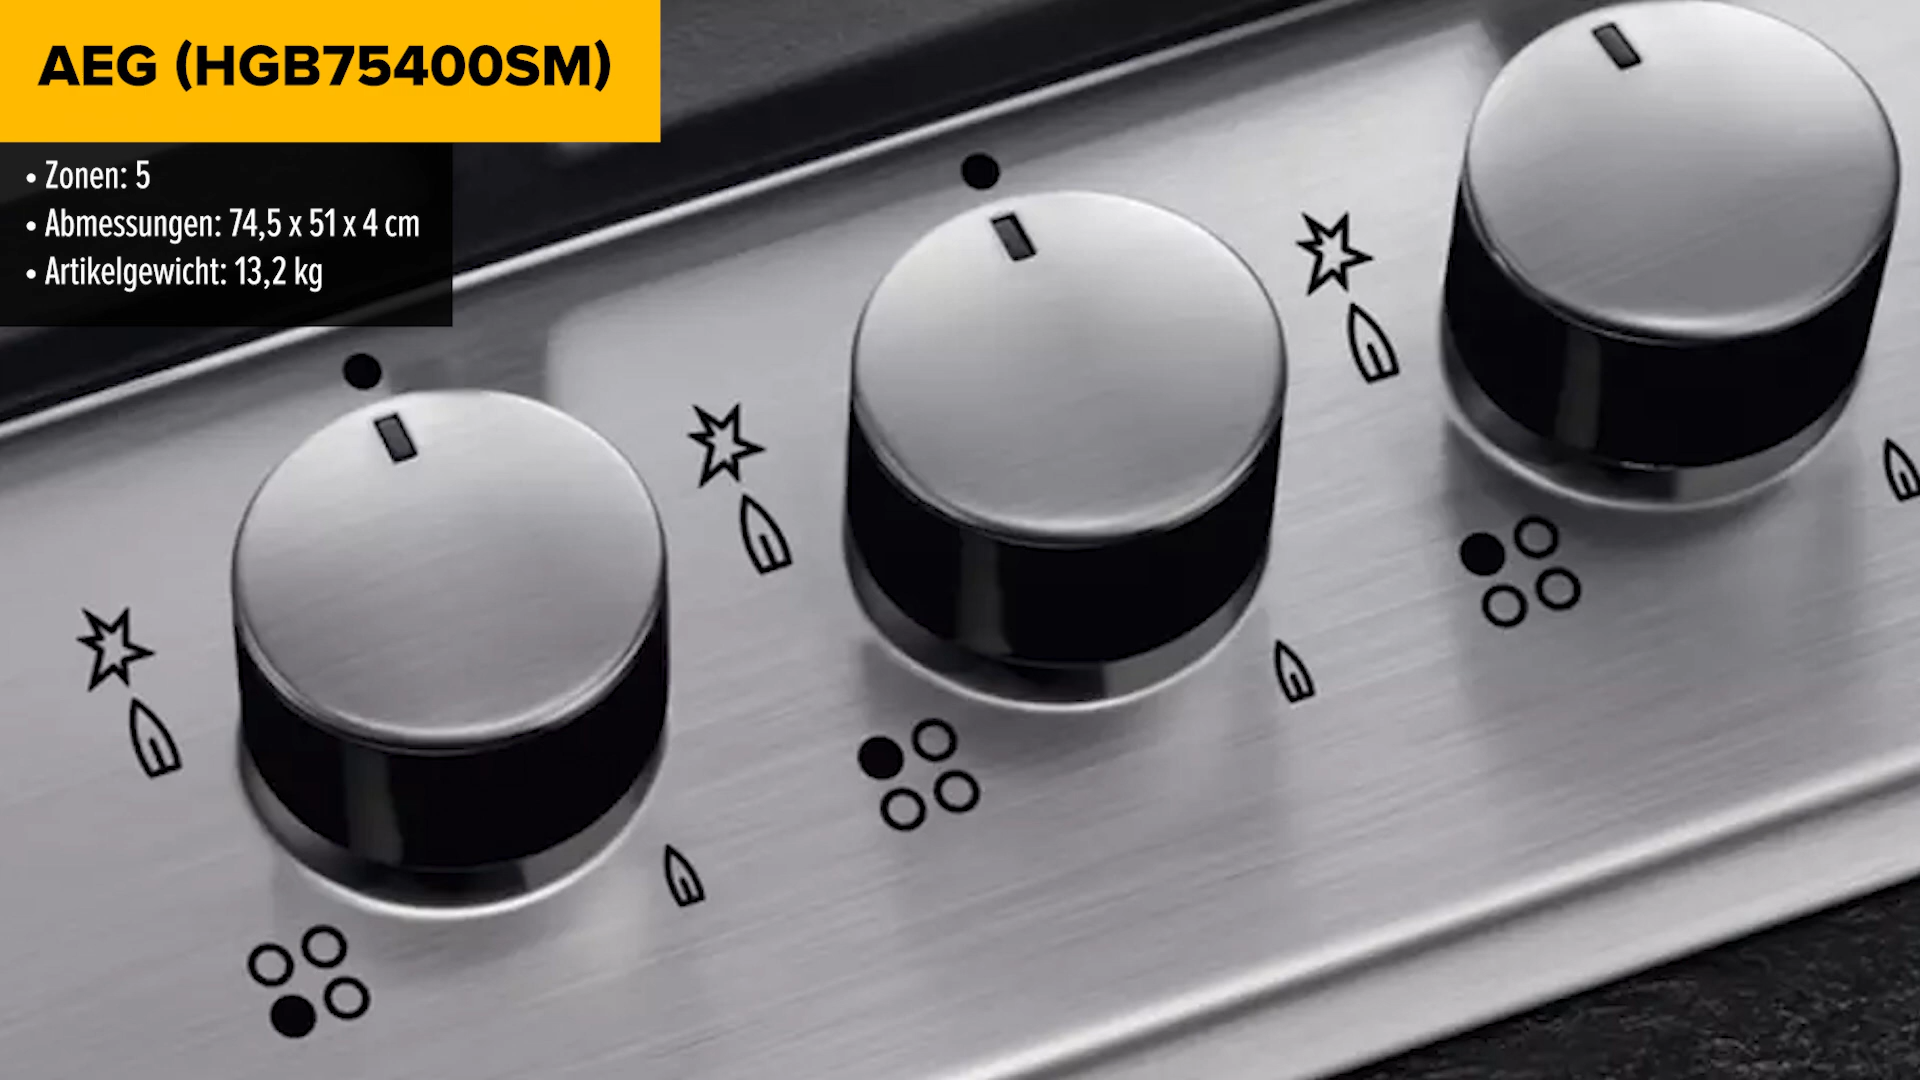 AEG (HGB75400SM)
• Zonen: 5
• Abmessungen: 74,5 x 51 x 4 cm
• Artikelgewicht: 13,2 kg